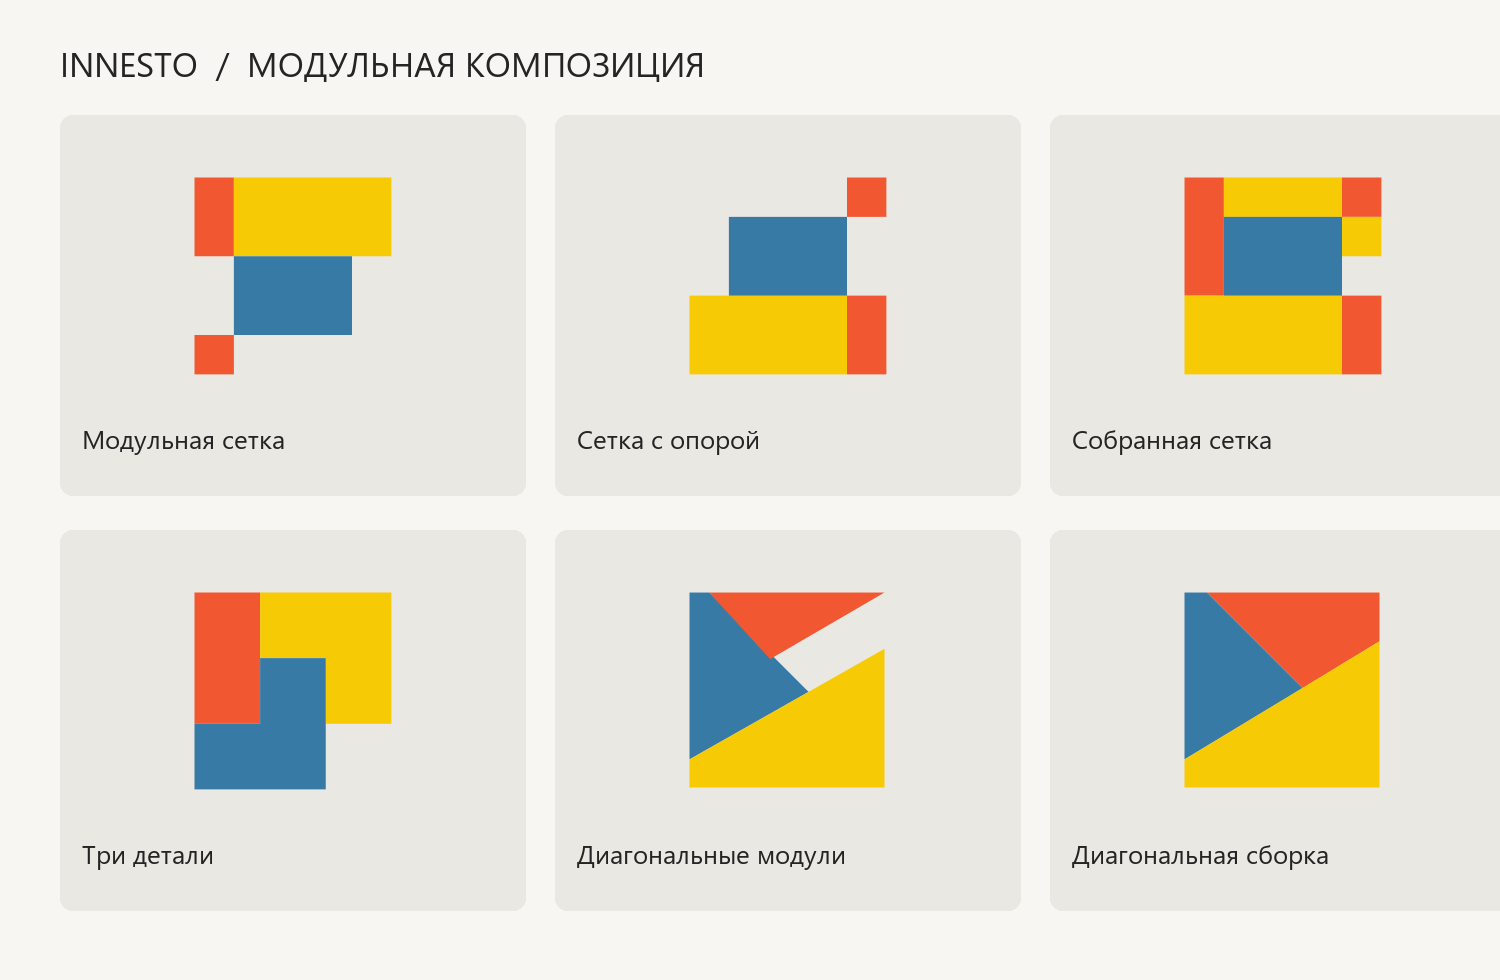 INNESTO / МОДУЛЬНАЯ КОМПОЗИЦИЯ
Модульная сетка
Сетка с опорой
Собранная сетка
Три детали
Диагональные модули
Диагональная сборка